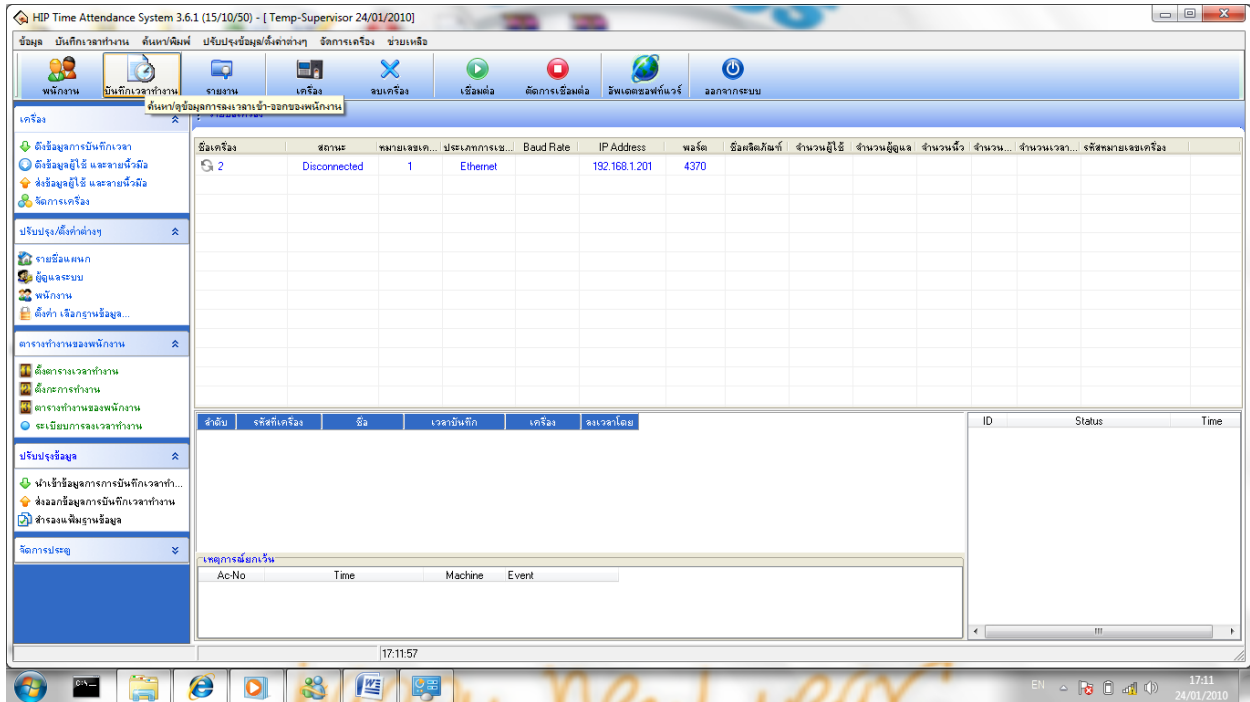 HIP Time Attendance System 3.6.1 (15/10/50) - [ Temp-Supervisor 24/01/2010]
ข้อมูล บันทึกเวลาทำงาน ค้นหา/พิมพ์ ปรับปรุงข้อมูล/ตั้งค่าต่างๆ จัดการเครื่อง ช่วยเหลือ
พนักงาน บันทึกเวลาทำงาน รายงาน เครื่อง ลบเครื่อง เชื่อมต่อ ตัดการเชื่อมต่อ อัพเดตซอฟท์แวร์ ออกจากระบบ
ค้นหา/ดูข้อมูลการลงเวลาเข้า-ออกของพนักงาน
เครื่อง
ดึงข้อมูลการบันทึกเวลา
ดึงข้อมูลผู้ใช้ และลายนิ้วมือ
ส่งข้อมูลผู้ใช้ และลายนิ้วมือ
จัดการเครื่อง
ปรับปรุง/ตั้งค่าต่างๆ
รายชื่อแผนก
ผู้ดูแลระบบ
พนักงาน
ตั้งค่า เลือกฐานข้อมูล...
ตารางทำงานของพนักงาน
ตั้งตารางเวลาทำงาน
ตั้งกะการทำงาน
ตารางทำงานของพนักงาน
ระเบียบการลงเวลาทำงาน
ปรับปรุงข้อมูล
นำเข้าข้อมูลการการบันทึกเวลาทำ...
ส่งออกข้อมูลการบันทึกเวลาทำงาน
สำรองแฟ้มฐานข้อมูล
จัดการประตู
ชื่อเครื่อง สถานะ หมายเลขเค... ประเภทการเช... Baud Rate IP Address พอร์ต ชื่อผลิตภัณฑ์ จำนวนผู้ใช้ จำนวนผู้ดูแล จำนวนนิ้ว จำนวน... จำนวนเวลา... รหัสหมายเลขเครื่อง
2 Disconnected 1 Ethernet 192.168.1.201 4370
ลำดับ รหัสที่เครื่อง ชื่อ เวลาบันทึก เครื่อง ลงเวลาโดย
ID Status Time
เหตุการณ์ยกเว้น
Ac-No Time Machine Event
17:11:57
EN
17:11
24/01/2010